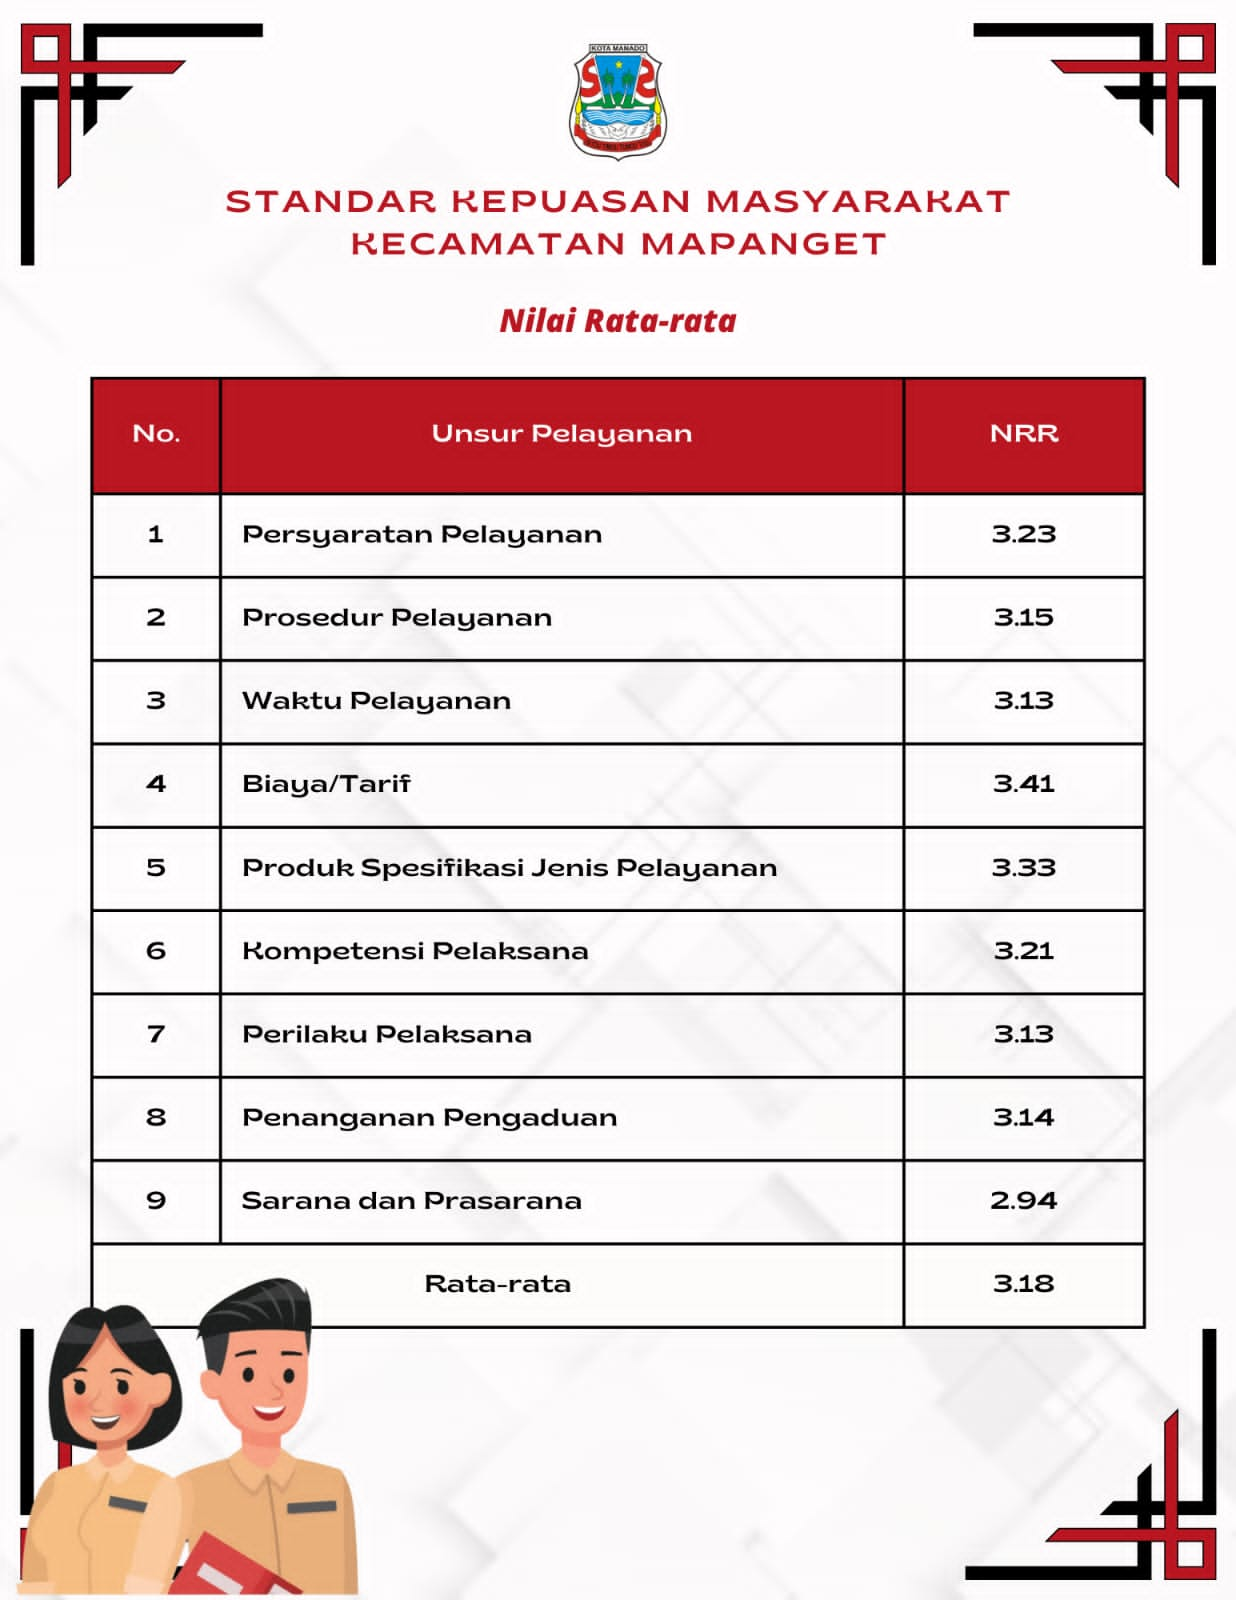 KOTA MANADO
STANDAR KEPUASAN MASYARAKAT
KECAMATAN MAPANGET
Nilai Rata-rata
No. Unsur Pelayanan NRR
1 Persyaratan Pelayanan 3.23
2 Prosedur Pelayanan 3.15
3 Waktu Pelayanan 3.13
4 Biaya/Tarif 3.41
5 Produk Spesifikasi Jenis Pelayanan 3.33
6 Kompetensi Pelaksana 3.21
7 Perilaku Pelaksana 3.13
8 Penanganan Pengaduan 3.14
9 Sarana dan Prasarana 2.94
Rata-rata 3.18